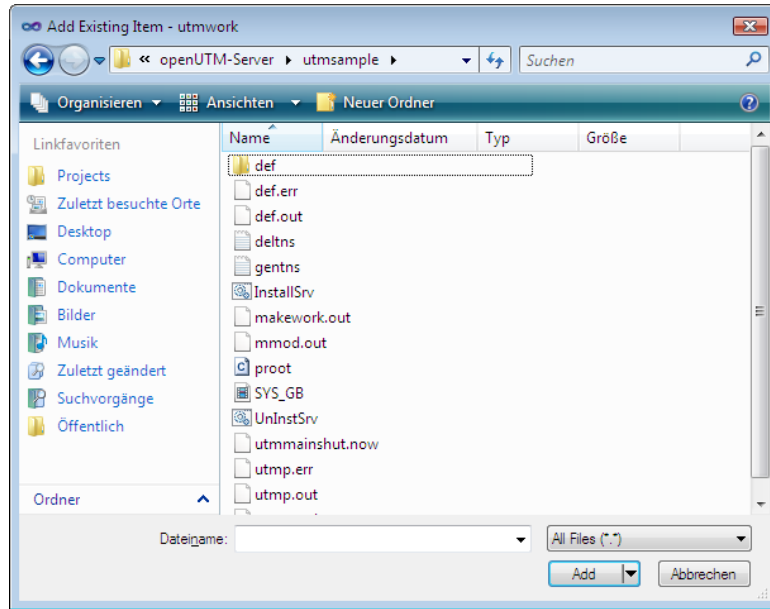 Add Existing Item - utmwork
« openUTM-Server utmsample
Suchen
Organisieren Ansichten Neuer Ordner
Linkfavoriten
Projects
Zuletzt besuchte Orte
Desktop
Computer
Dokumente
Bilder
Musik
Zuletzt geändert
Suchvorgänge
Öffentlich
Ordner
Name Änderungsdatum Typ Größe
def
def.err
def.out
deltns
gentns
InstallSrv
makework.out
mmod.out
proot
SYS_GB
UnInstSrv
utmmainshut.now
utmp.err
utmp.out
Dateiname:
All Files (*.*)
Add Abbrechen